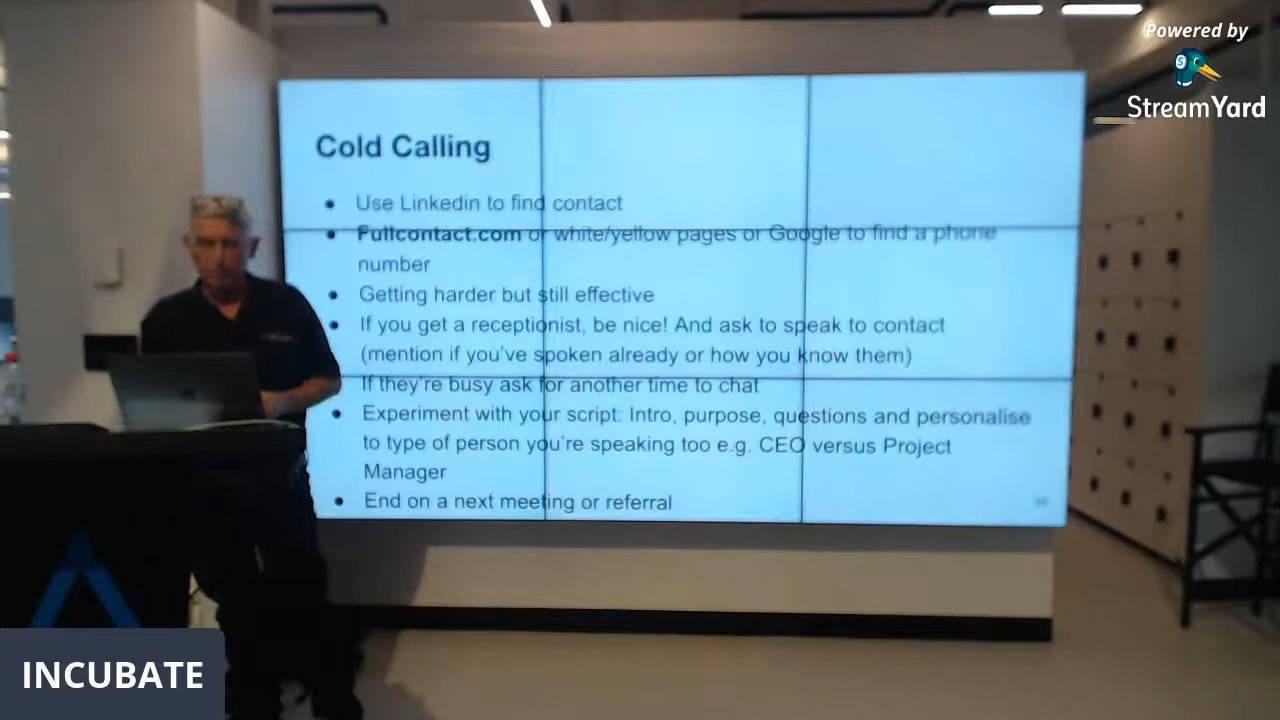 Powered by
StreamYard
Cold Calling
Use Linkedin to find contact
Fullcontact.com or white/yellow pages or Google to find a phone
number
Getting harder but still effective
If you get a receptionist, be nice! And ask to speak to contact
(mention if you've spoken already or how you know them)
If they're busy ask for another time to chat
Experiment with your script: Intro, purpose, questions and personalise
to type of person you're speaking too e.g. CEO versus Project
Manager
End on a next meeting or referral
INCUBATE